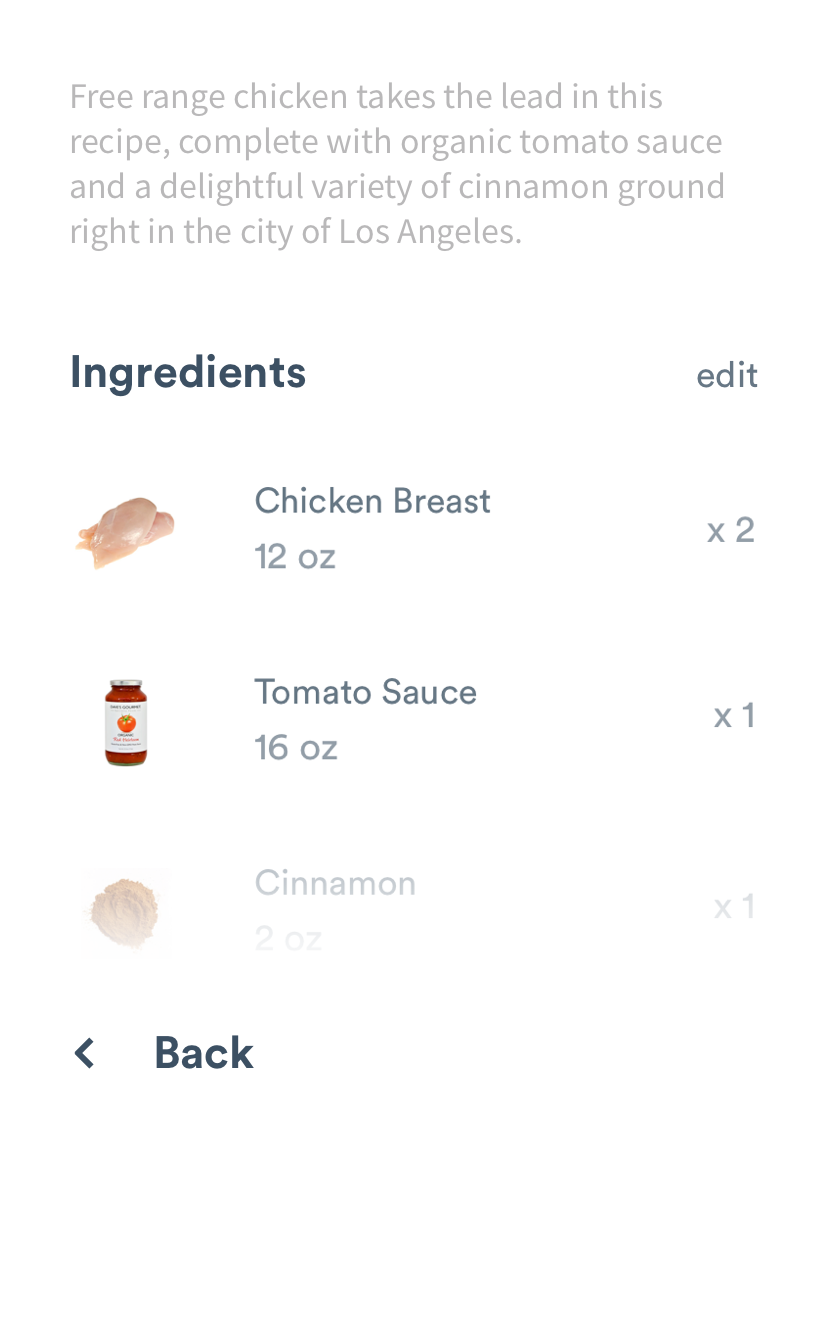 Free range chicken takes the lead in this
recipe, complete with organic tomato sauce
and a delightful variety of cinnamon ground
right in the city of Los Angeles.
Ingredients
edit
Chicken Breast
12 oz
x 2
ORGANIC
Tomato Sauce
16 oz
x 1
Cinnamon
2 oz
x 1
Back